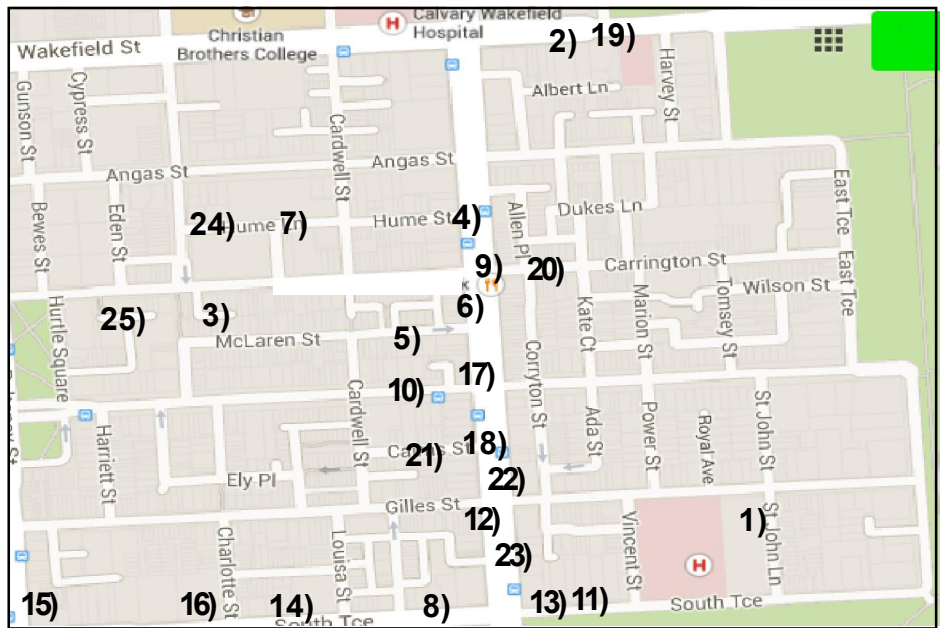 Calvary Wakefield
Hospital
H
Christian
Brothers College
Wakefield St
2)
19)
Gunson St
Cypress St
Cardwell St
Albert Ln
Harvey St
Angas St
Angas St
Bewes St
Eden St
24)
Hume Ln
7)
Hume St
4)
Allen Pl
Dukes Ln
East Tce
9)
20)
Carrington St
East Tce
k
Wilson St
Hurtle Square
25)
3)
6)
Kate Ct
Marion St
Tomsey St
McLaren St
5)
Corryton St
17)
10)
Cardwell St
Harriett St
Ada St
Power St
Royal Ave
St John St
18)
21)
Ely Pl
22)
Gilles St
12)
1)
Charlotte St
Louisa St
Vincent St
St John Ln
23)
H
15)
16)
14)
8)
13)
11)
South Tce
South Tce